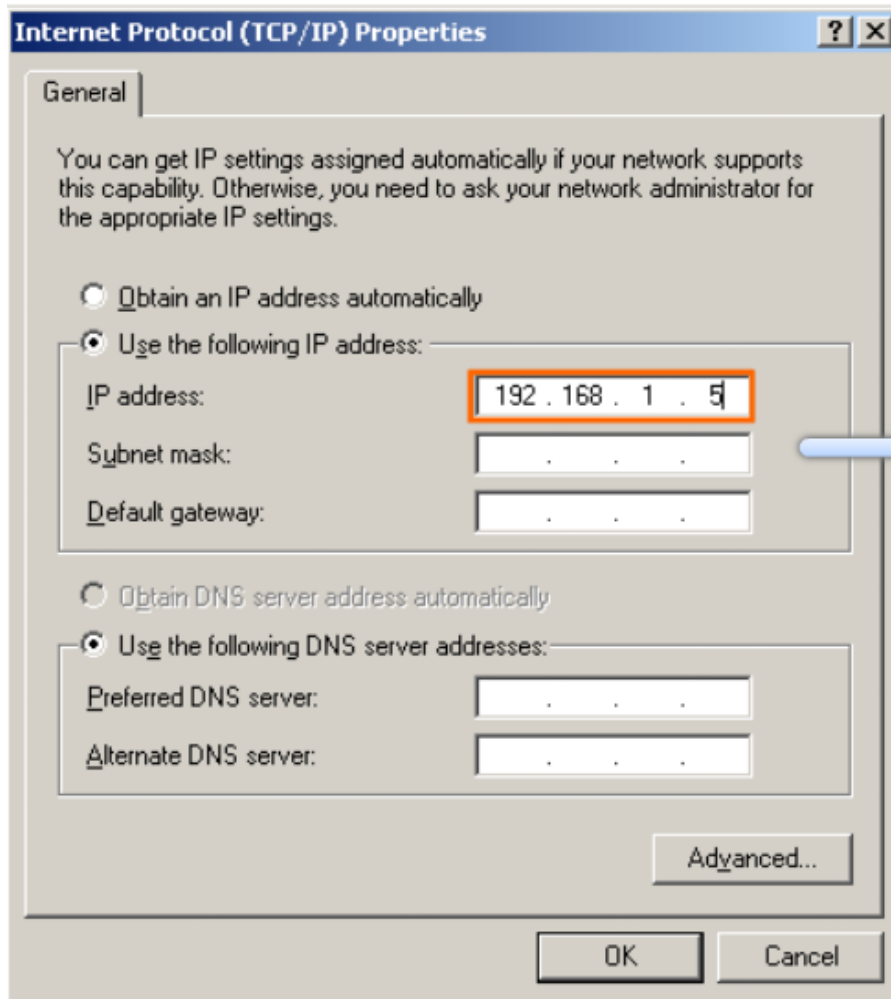 Internet Protocol (TCP/IP) Properties
General
You can get IP settings assigned automatically if your network supports
this capability. Otherwise, you need to ask your network administrator for
the appropriate IP settings.
Obtain an IP address automatically
Use the following IP address:
IP address: 192 . 168 . 1 . 5
Subnet mask: . . .
Default gateway: . . .
Obtain DNS server address automatically
Use the following DNS server addresses:
Preferred DNS server: . . .
Alternate DNS server: . . .
Advanced...
OK Cancel